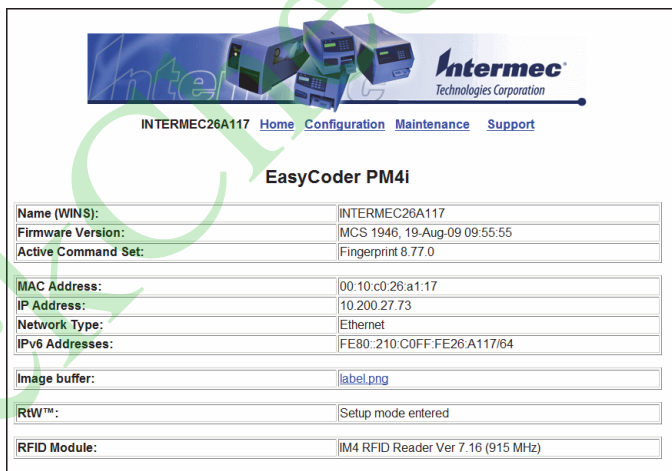 Inte
Intermec®
Technologies Corporation
INTERMEC26A117 Home Configuration Maintenance Support
EasyCoder PM4i
Name (WINS): INTERMEC26A117
Firmware Version: MCS 1946, 19-Aug-09 09:55:55
Active Command Set: Fingerprint 8.77.0
MAC Address: 00:10:c0:26:a1:17
IP Address: 10.200.27.73
Network Type: Ethernet
IPv6 Addresses: FE80::210:C0FF:FE26:A117/64
Image buffer: label.png
RtW™: Setup mode entered
RFID Module: IM4 RFID Reader Ver 7.16 (915 MHz)